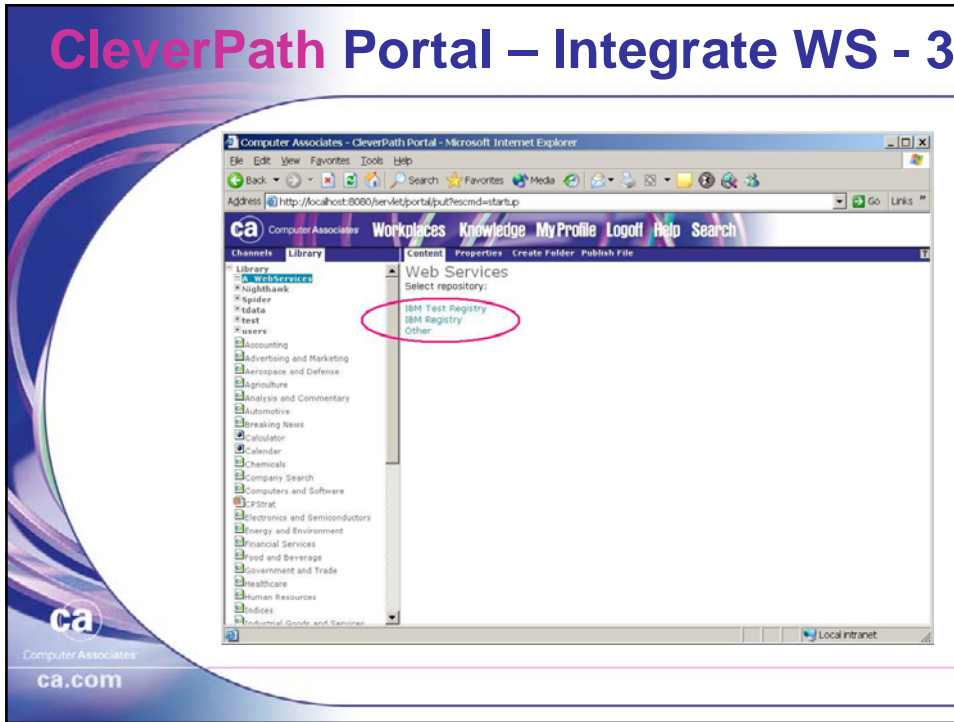 CleverPath Portal – Integrate WS - 3
Computer Associates - CleverPath Portal - Microsoft Internet Explorer
File Edit View Favorites Tools Help
Back Search Favorites Media
Address http://localhost:8080/servlet/portal/put?escmd=startup Go Links »
ca Computer Associates™ Workplaces Knowledge My Profile Logoff Help Search
Channels Library Content Properties Create Folder Publish File ?
Library
A_WebServices
Nighthawk
Spider
tdata
test
users
Accounting
Advertising and Marketing
Aerospace and Defense
Agriculture
Analysis and Commentary
Automotive
Breaking News
Calculator
Calendar
Chemicals
Company Search
Computers and Software
CPStrat
Electronics and Semiconductors
Energy and Environment
Financial Services
Food and Beverage
Government and Trade
Healthcare
Human Resources
Indices
Industrial Goods and Services
Web Services
Select repository:
IBM Test Registry
IBM Registry
Other
Local intranet
ca
Computer Associates™
ca.com